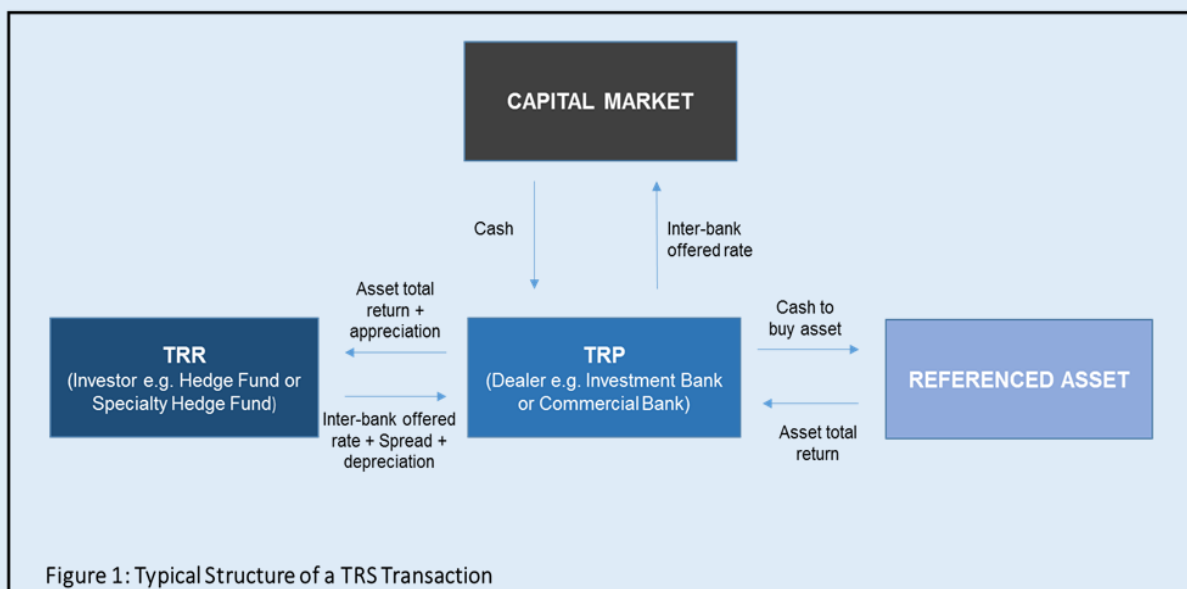 CAPITAL MARKET
Cash
Inter-bank
offered rate
Asset total
return +
appreciation
Cash to
buy asset
TRR
(Investor e.g. Hedge Fund or
Specialty Hedge Fund)
TRP
(Dealer e.g. Investment Bank
or Commercial Bank)
REFERENCED ASSET
Inter-bank offered
rate + Spread +
depreciation
Asset total
return
Figure 1: Typical Structure of a TRS Transaction